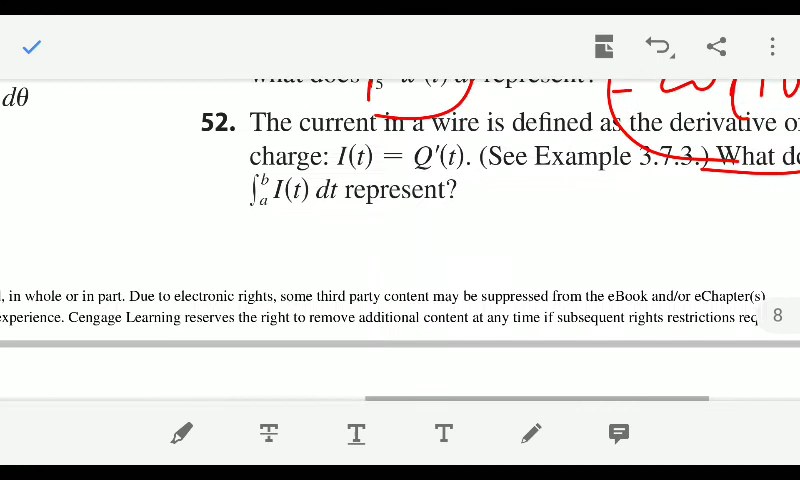 what does represent?
dθ
52. The current in a wire is defined as the derivative of
charge: I(t) = Q′(t). (See Example 3.7.3.) What do
∫ₐᵇ I(t) dt represent?
, in whole or in part. Due to electronic rights, some third party content may be suppressed from the eBook and/or eChapter(s)
experience. Cengage Learning reserves the right to remove additional content at any time if subsequent rights restrictions req
8